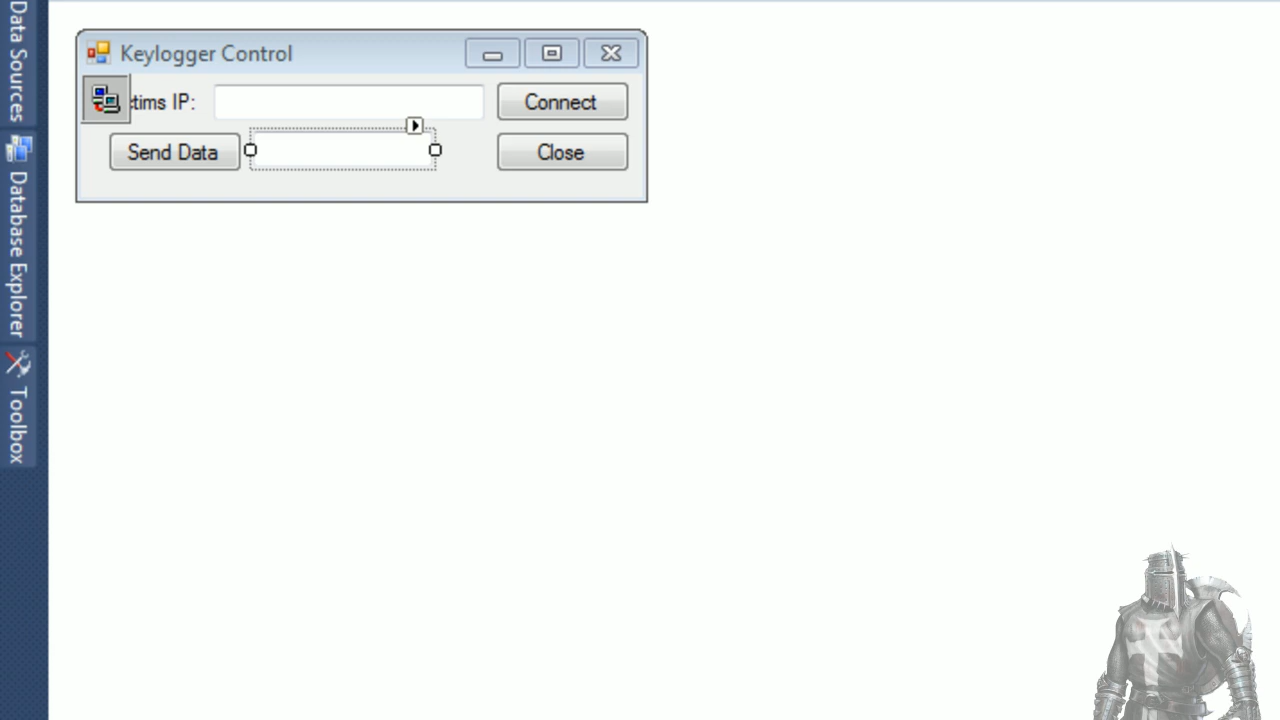 Data Sources
Database Explorer
Toolbox
Keylogger Control
tims IP:
Connect
Send Data
Close